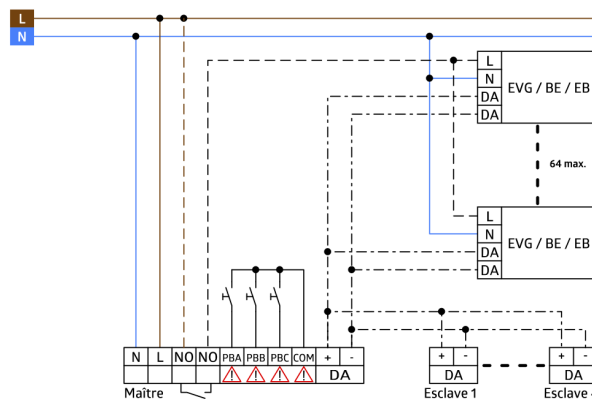 L
N
L
N
DA
DA
EVG / BE / EB
64 max.
L
N
DA
DA
EVG / BE / EB
N L NO NO PBA PBB PBC COM + -
DA
Maître
+ -
DA
Esclave 1
+ -
DA
Esclave